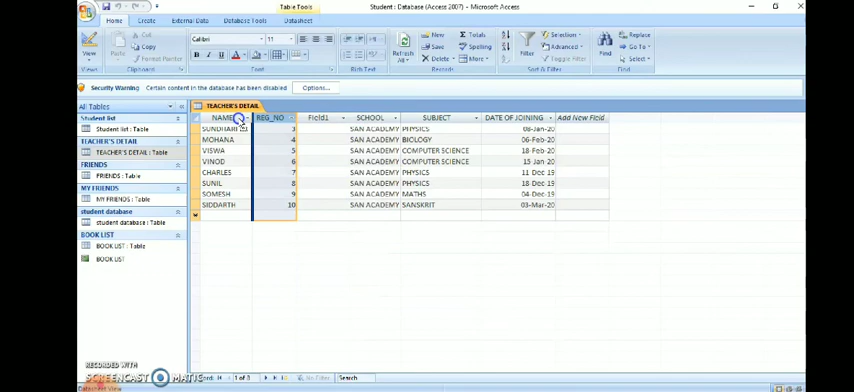 Table Tools
Student : Database (Access 2007) - Microsoft Access
Home Create External Data Database Tools Datasheet
View
Paste
Cut
Copy
Format Painter
Calibri 11
B I U A
Refresh All
New
Save
Delete
Totals
Spelling
More
Filter
Selection
Advanced
Find
Replace
Go To
Select
Views Clipboard Font Rich Text Records Sort & Filter Find
Security Warning Certain content in the database has been disabled Options...
All Tables
Student list
Student list : Table
TEACHER'S DETAIL
TEACHER'S DETAIL : Table
FRIENDS
FRIENDS : Table
MY FRIENDS
MY FRIENDS : Table
student database
student database : Table
BOOK LIST
BOOK LIST : Table
BOOK LIST
TEACHER'S DETAIL
NAME REG_NO Field1 SCHOOL SUBJECT DATE OF JOINING Add New Field
3 SAN ACADEMY PHYSICS 08-Jan-20
MOHANA 4 SAN ACADEMY BIOLOGY 06-Feb-20
VISWA 5 SAN ACADEMY COMPUTER SCIENCE 18-Feb-20
VINOD 6 SAN ACADEMY COMPUTER SCIENCE 15-Jan-20
CHARLES 7 SAN ACADEMY PHYSICS 11-Dec-19
SUNIL 8 SAN ACADEMY PHYSICS 18-Dec-19
SOMESH 9 SAN ACADEMY MATHS 04-Dec-19
SIDDARTH 10 SAN ACADEMY SANSKRIT 03-Mar-20
1 of 8 No Filter Search
RECORDED WITH
SCREENCAST MATIC
Datasheet View